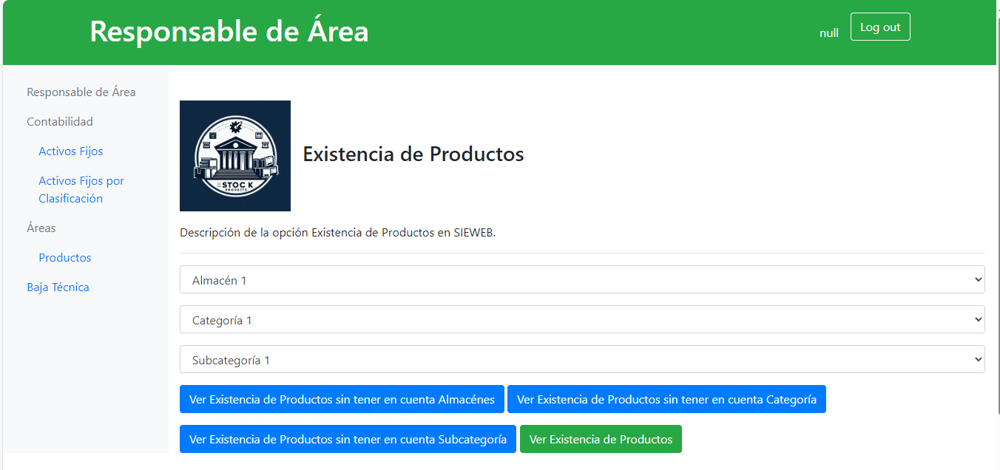 Responsable de Área
null
Log out
Responsable de Área
Contabilidad
Activos Fijos
Activos Fijos por
Clasificación
Áreas
Productos
Baja Técnica
STOC K
PRODUCTS
Existencia de Productos
Descripción de la opción Existencia de Productos en SIEWEB.
Almacén 1
Categoría 1
Subcategoría 1
Ver Existencia de Productos sin tener en cuenta Almacénes
Ver Existencia de Productos sin tener en cuenta Categoría
Ver Existencia de Productos sin tener en cuenta Subcategoría
Ver Existencia de Productos